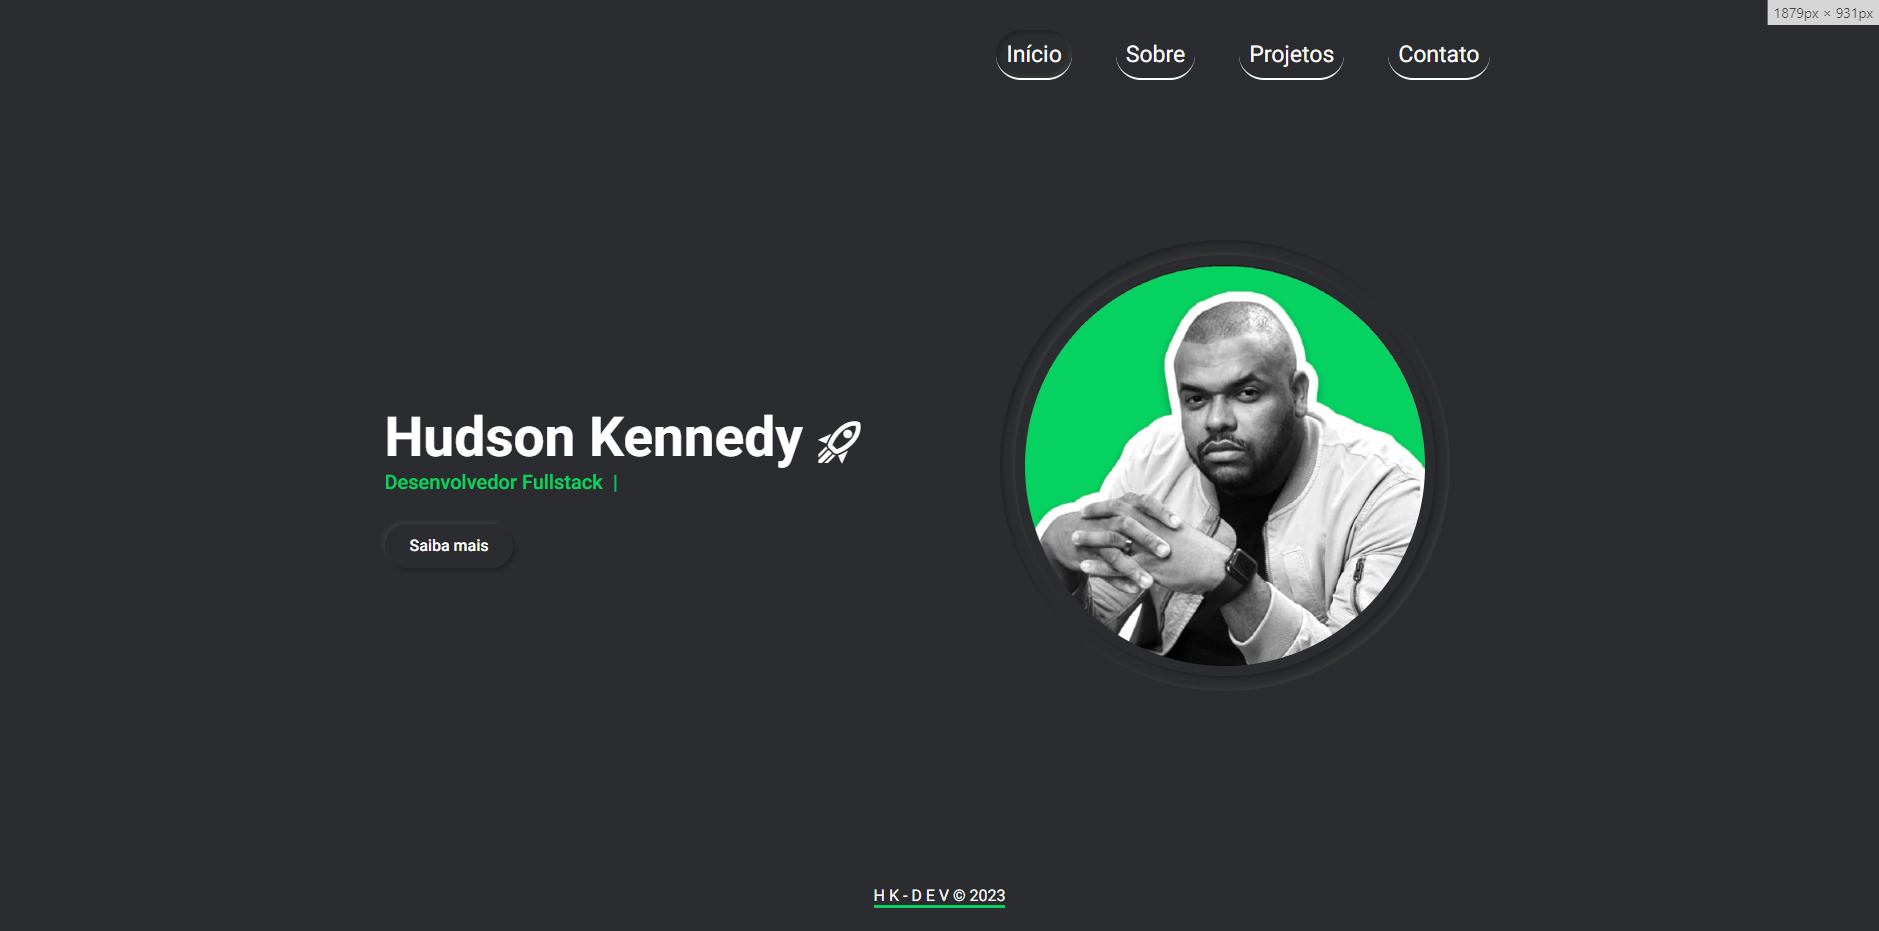 1879px × 931px
Início Sobre Projetos Contato
Hudson Kennedy
Desenvolvedor Fullstack |
Saiba mais
H K - D E V © 2023